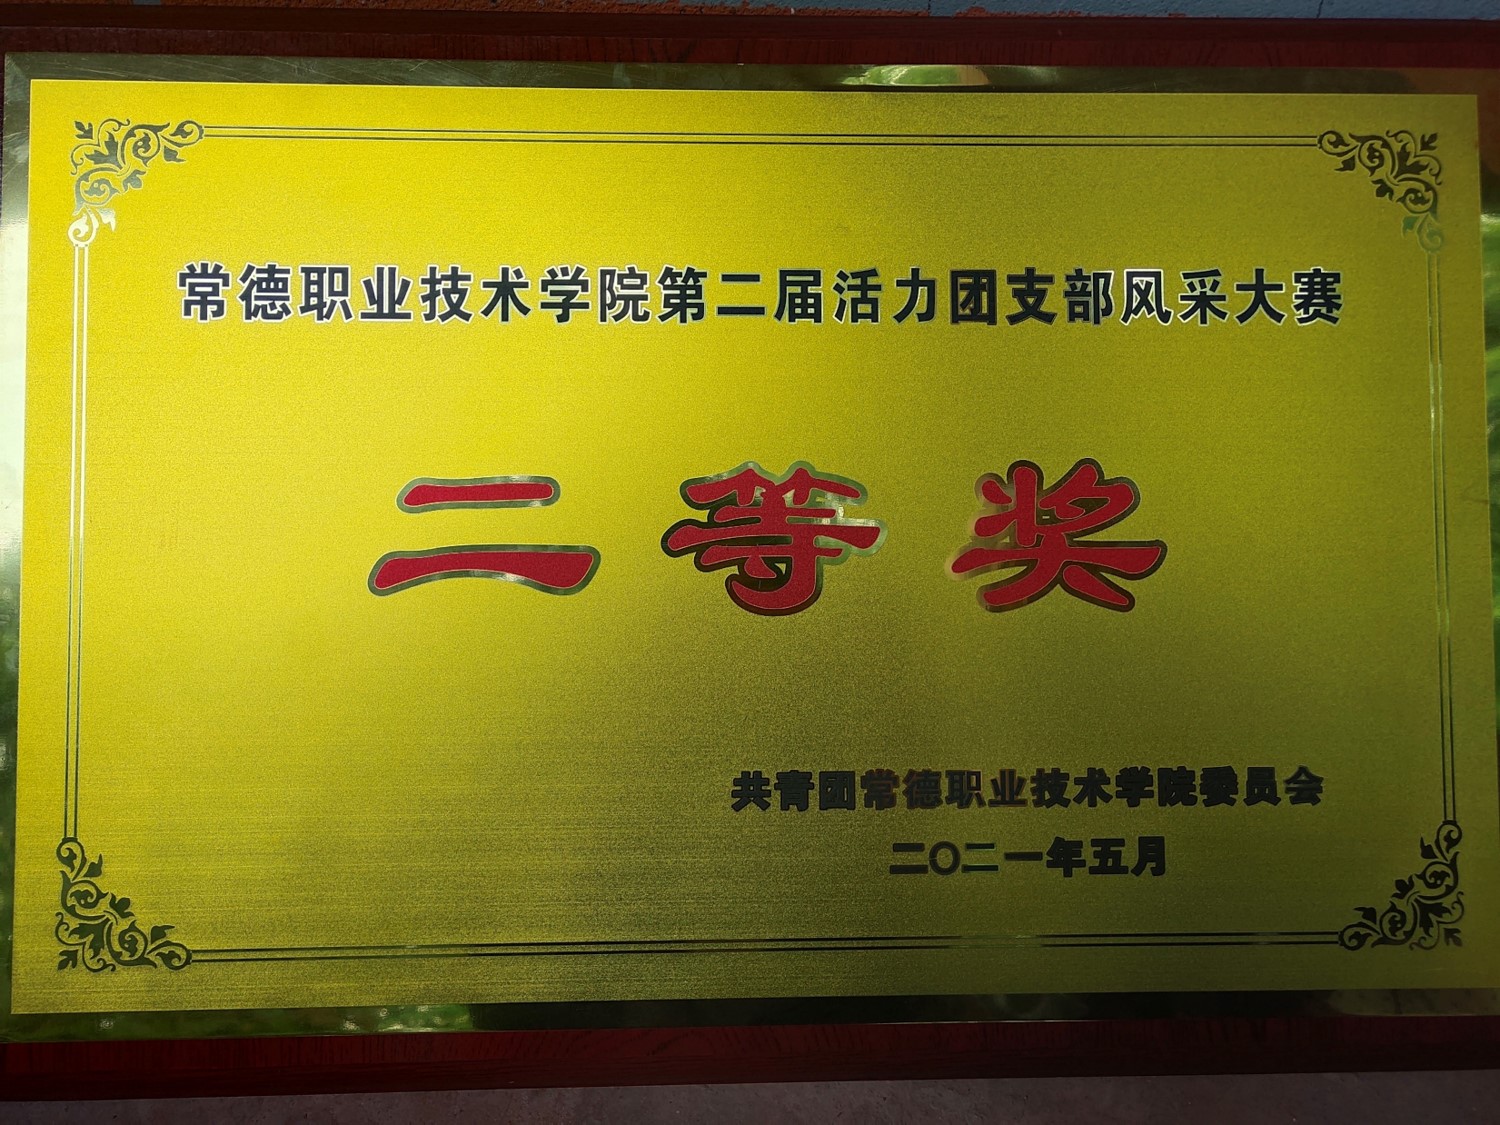 常德职业技术学院第二届活力团支部风采大赛
二等奖
共青团常德职业技术学院委员会
二〇二一年五月